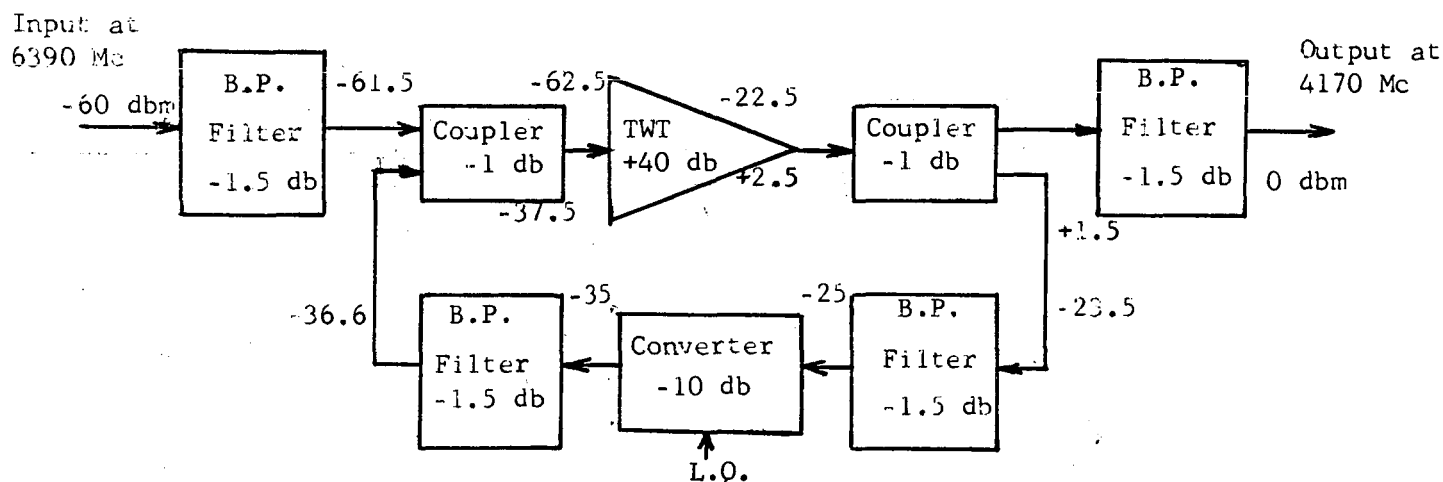 Input at
6390 Mc
-60 dbm
B.P.
Filter
-1.5 db
-61.5
Coupler
-1 db
-62.5
-37.5
TWT
+40 db
-22.5
+2.5
Coupler
-1 db
B.P.
Filter
-1.5 db
Output at
4170 Mc
0 dbm
+1.5
-23.5
B.P.
Filter
-1.5 db
-25
Converter
-10 db
L.O.
-35
B.P.
Filter
-1.5 db
-36.6